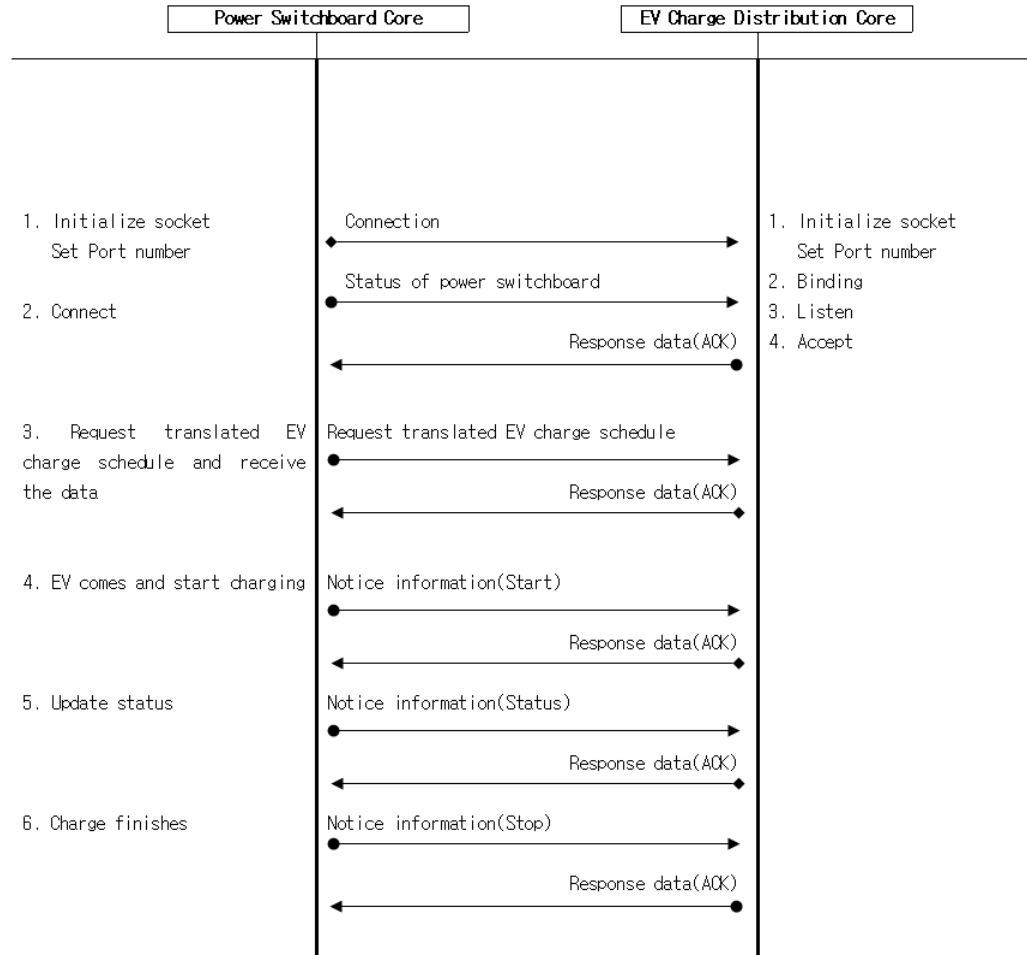 Power Switchboard Core
EV Charge Distribution Core
1. Initialize socket
Set Port number
Connection
1. Initialize socket
Set Port number
Status of power switchboard
2. Binding
2. Connect
3. Listen
Response data(ACK)
4. Accept
3. Request translated EV
charge schedule and receive
the data
Request translated EV charge schedule
Response data(ACK)
4. EV comes and start charging
Notice information(Start)
Response data(ACK)
5. Update status
Notice information(Status)
Response data(ACK)
6. Charge finishes
Notice information(Stop)
Response data(ACK)